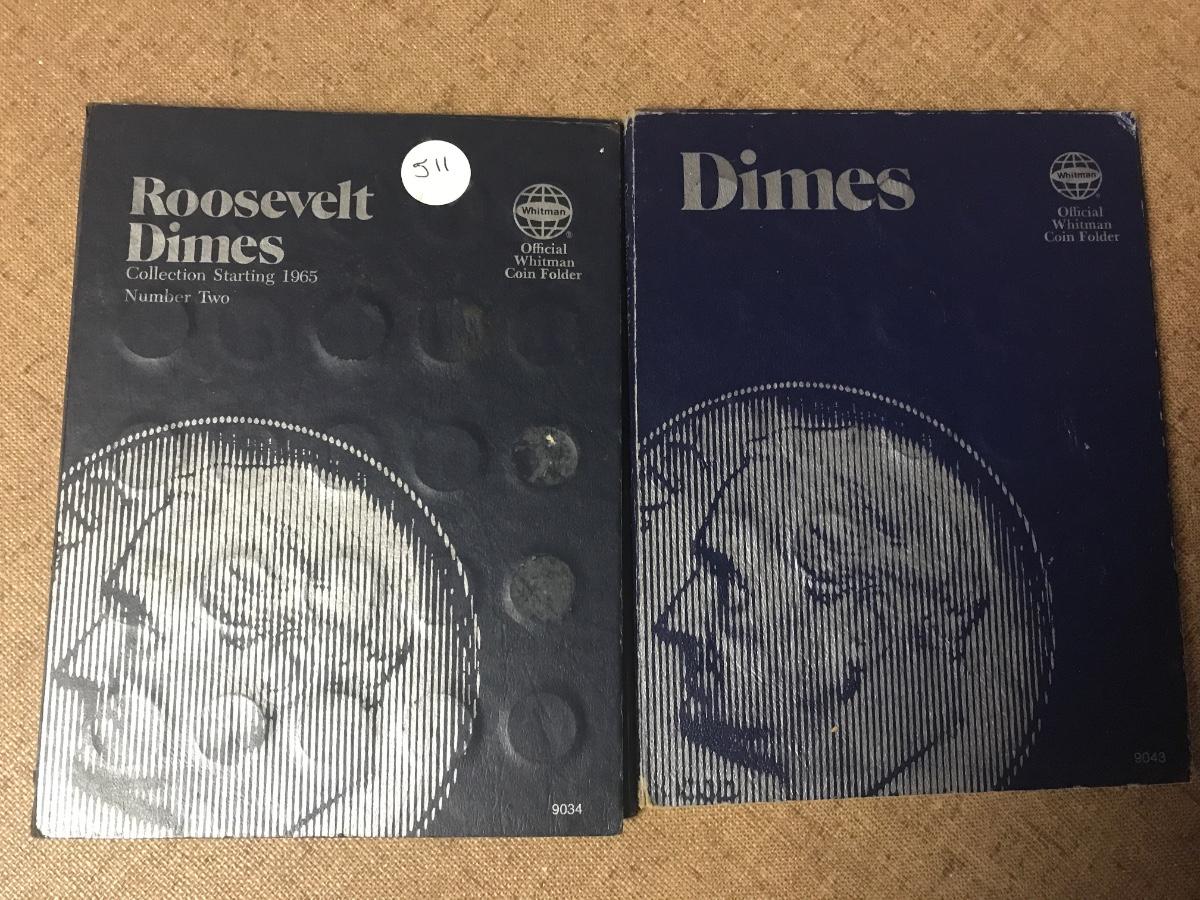 Roosevelt
Dimes
Collection Starting 1965
Number Two
511
Whitman
®
Official
Whitman
Coin Folder
9034
Dimes
Whitman
®
Official
Whitman
Coin Folder
9043